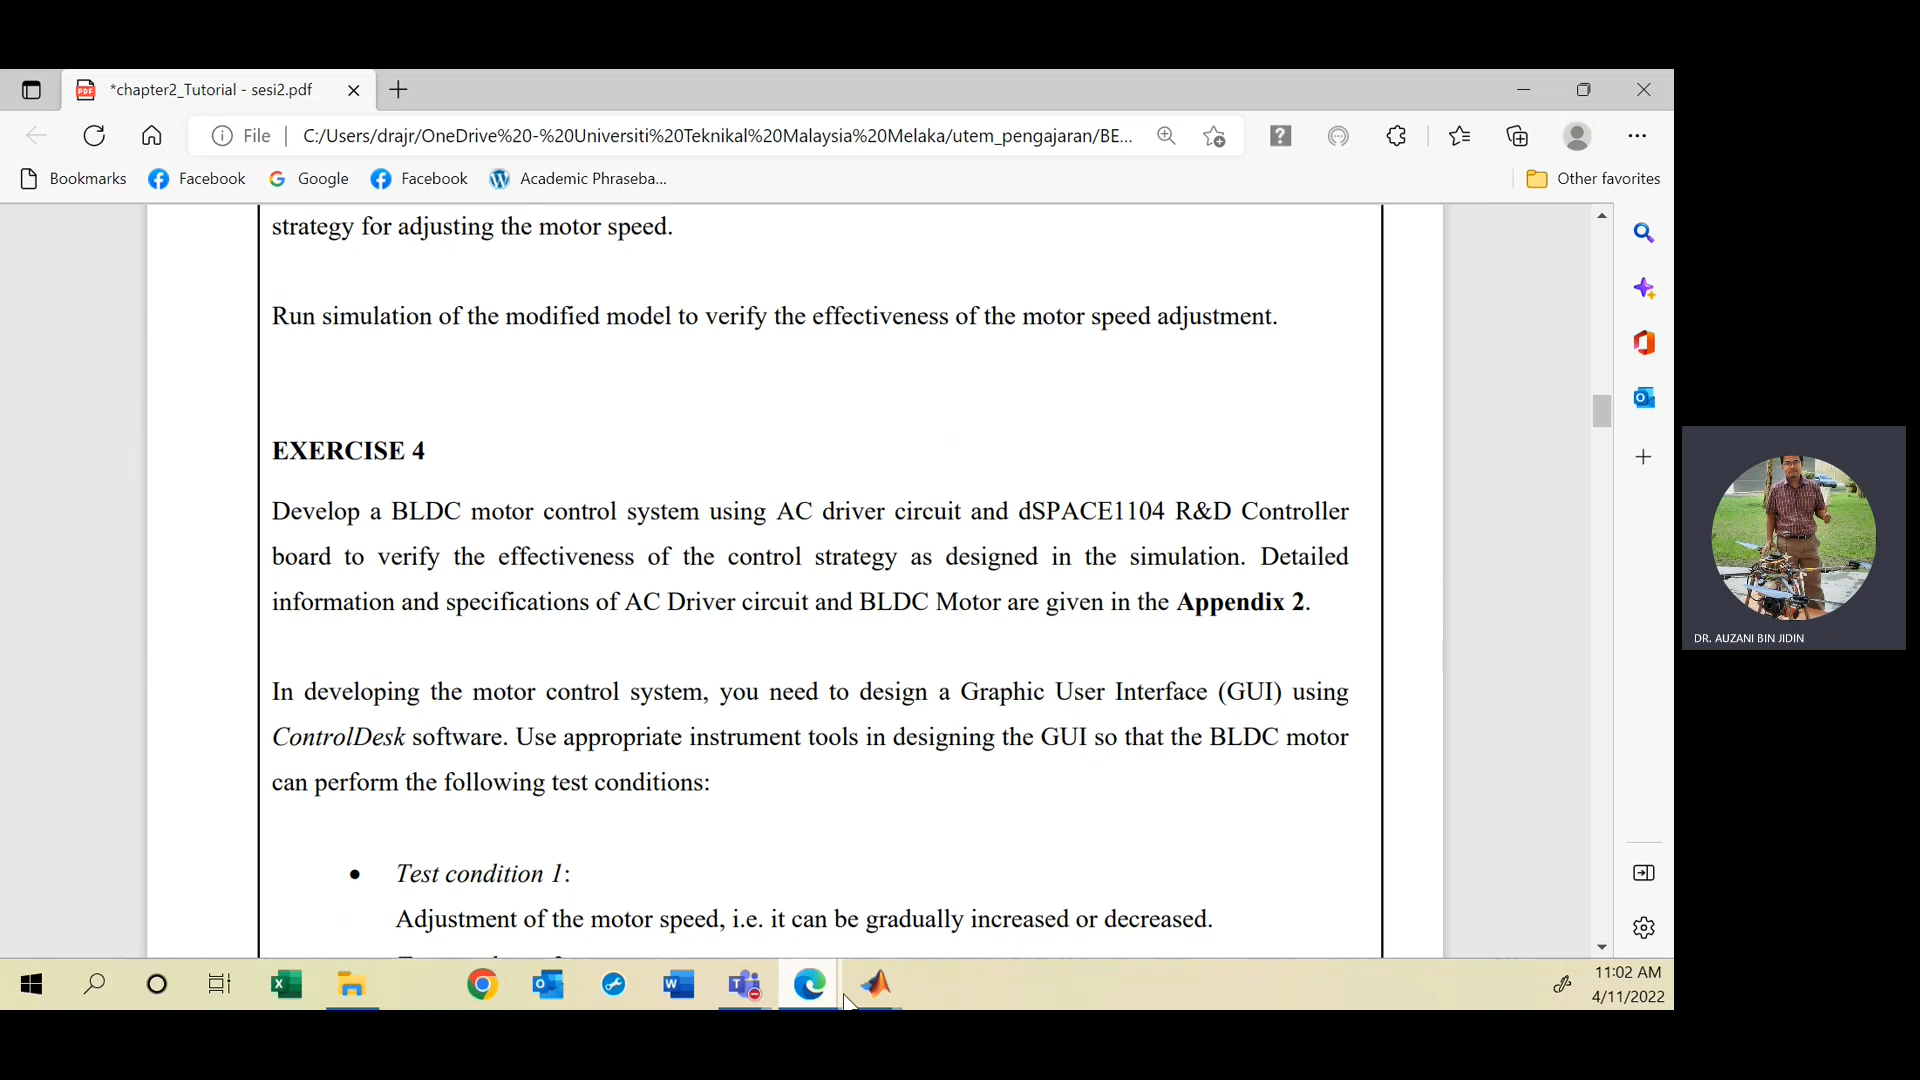 *chapter2_Tutorial - sesi2.pdf
File
C:/Users/drajr/OneDrive%20-%20Universiti%20Teknikal%20Malaysia%20Melaka/utem_pengajaran/BE...
Bookmarks
Facebook
Google
Facebook
Academic Phraseba...
Other favorites
strategy for adjusting the motor speed.
Run simulation of the modified model to verify the effectiveness of the motor speed adjustment.
EXERCISE 4
Develop a BLDC motor control system using AC driver circuit and dSPACE1104 R&D Controller
board to verify the effectiveness of the control strategy as designed in the simulation. Detailed
information and specifications of AC Driver circuit and BLDC Motor are given in the Appendix 2.
In developing the motor control system, you need to design a Graphic User Interface (GUI) using
ControlDesk software. Use appropriate instrument tools in designing the GUI so that the BLDC motor
can perform the following test conditions:
• Test condition 1:
Adjustment of the motor speed, i.e. it can be gradually increased or decreased.
DR. AUZANI BIN JIDIN
11:02 AM
4/11/2022